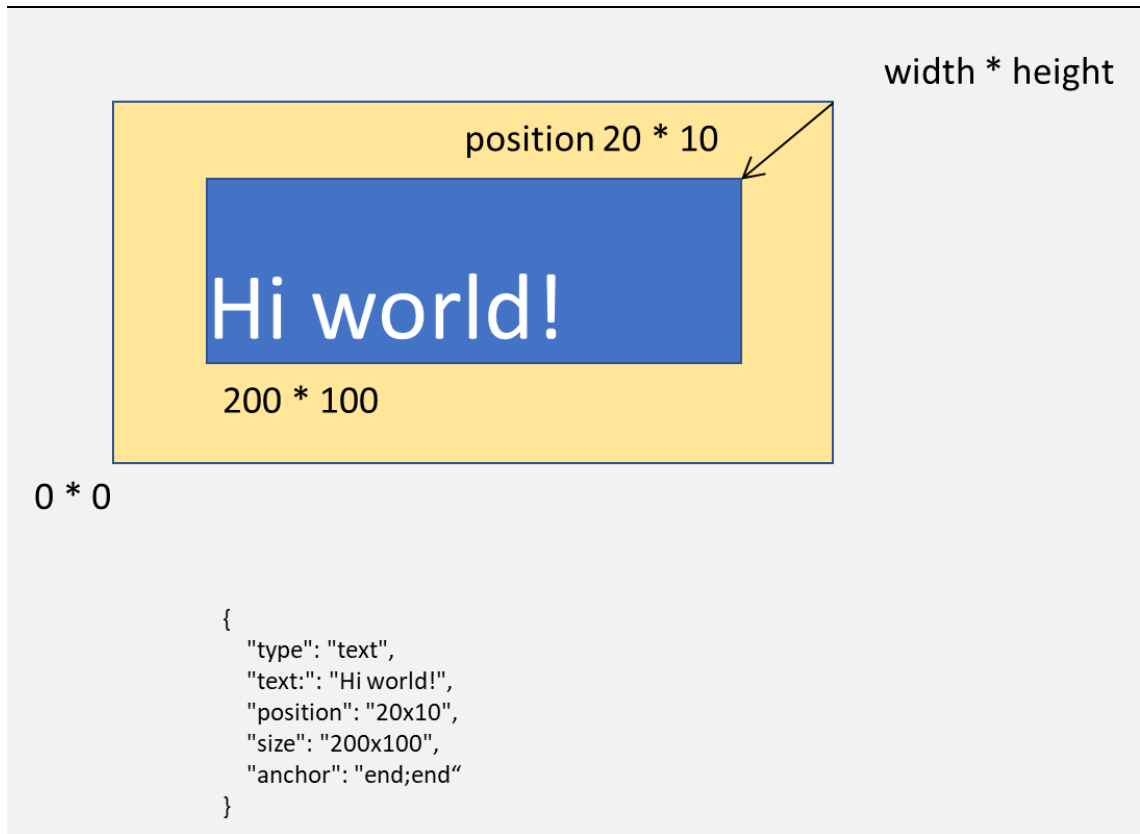 width * height
position 20 * 10
Hi world!
200 * 100
0 * 0
{
"type": "text",
"text:": "Hi world!",
"position": "20x10",
"size": "200x100",
"anchor": "end;end“
}